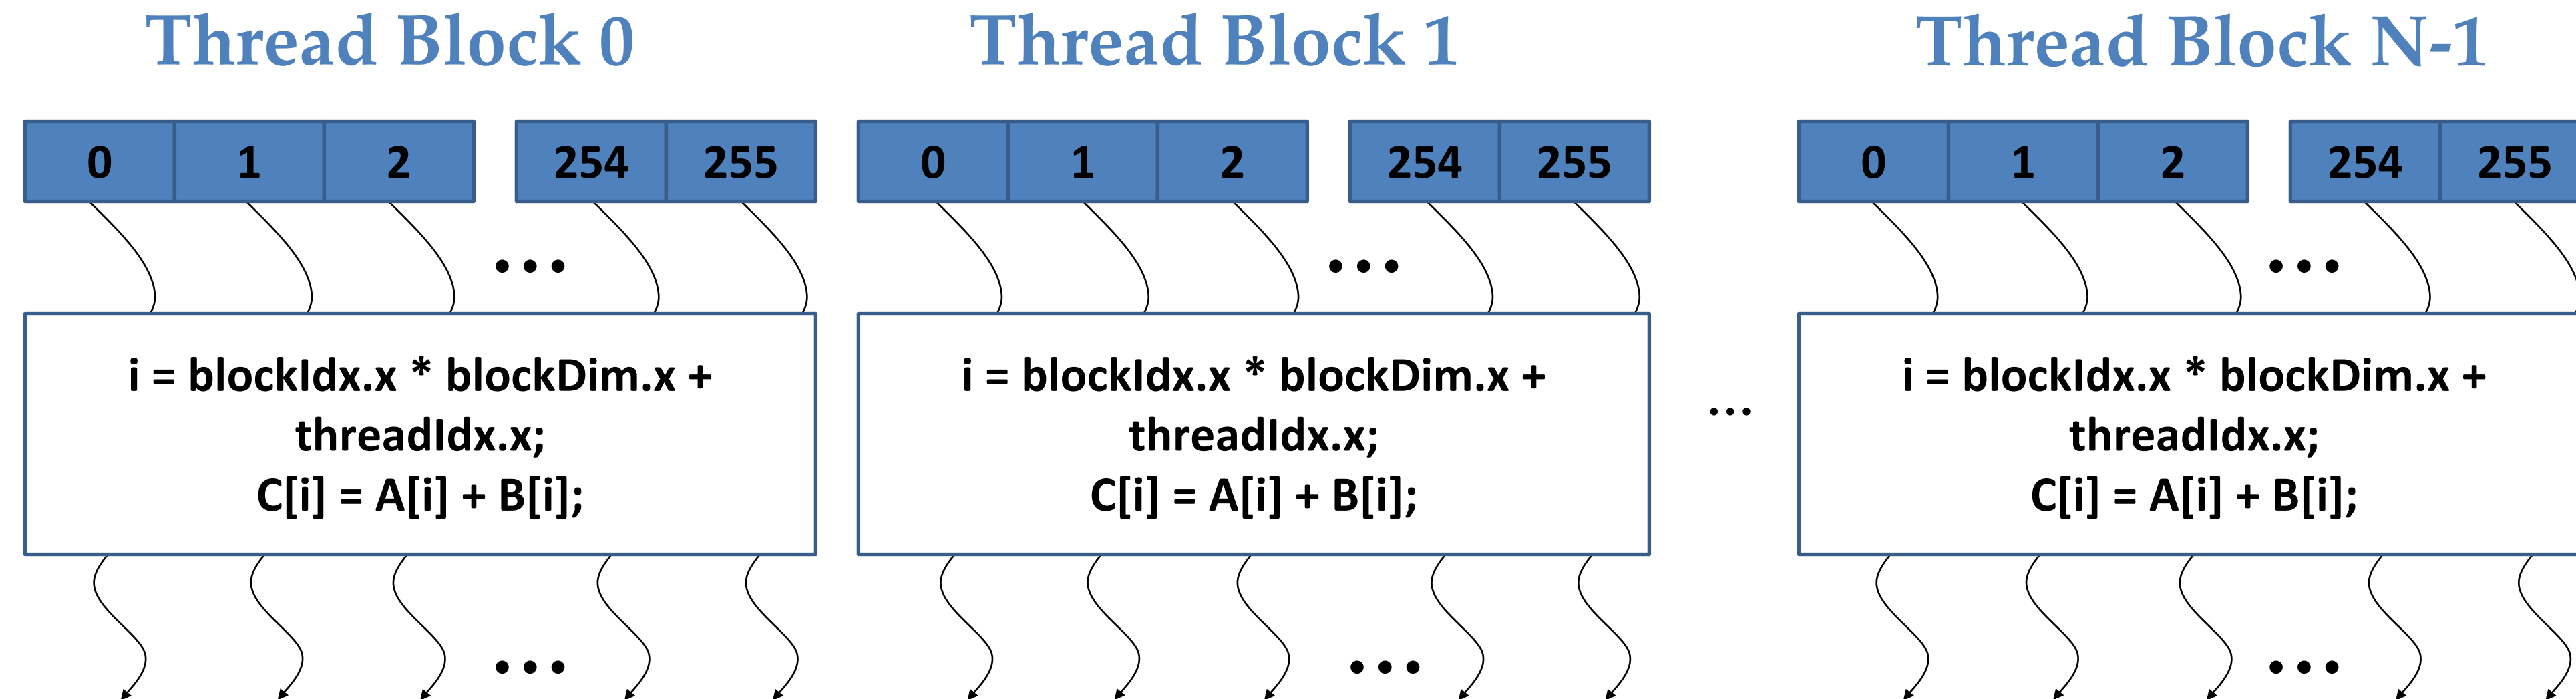 Thread Block 0
Thread Block 1
Thread Block N-1
0 1 2 254 255
0 1 2 254 255
0 1 2 254 255
...
...
...
i = blockIdx.x * blockDim.x +
threadIdx.x;
C[i] = A[i] + B[i];
i = blockIdx.x * blockDim.x +
threadIdx.x;
C[i] = A[i] + B[i];
...
i = blockIdx.x * blockDim.x +
threadIdx.x;
C[i] = A[i] + B[i];
...
...
...